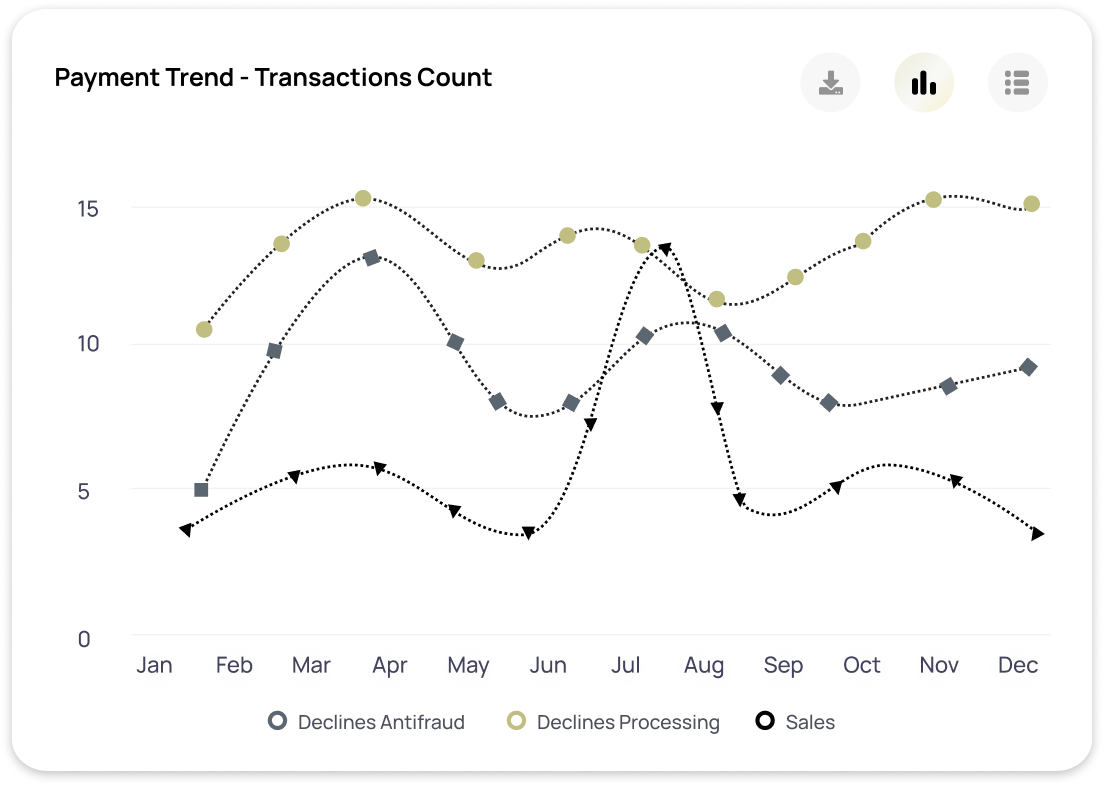 Payment Trend - Transactions Count
15
10
5
0
Jan Feb Mar Apr May Jun Jul Aug Sep Oct Nov Dec
Declines Antifraud Declines Processing Sales